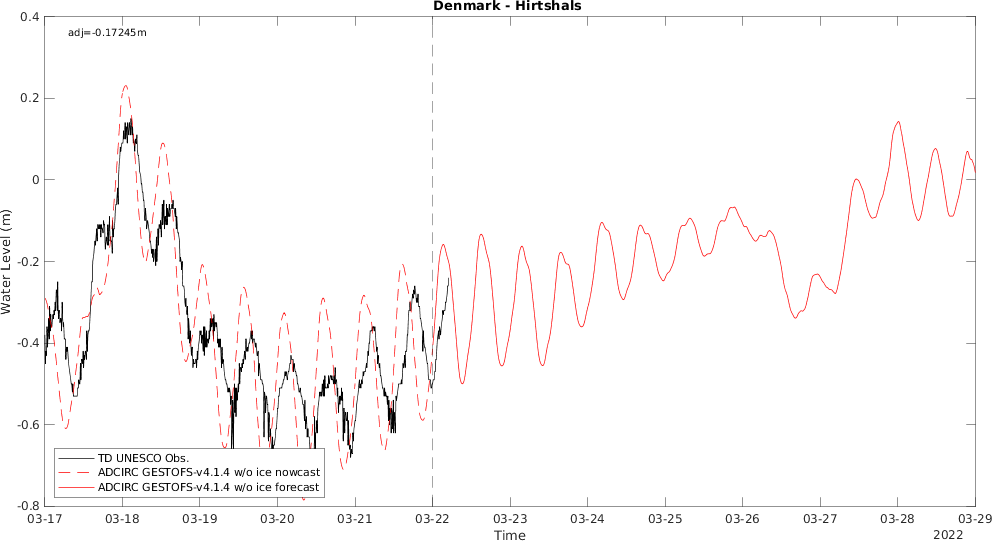 Denmark - Hirtshals
adj=-0.17245m
0.4
0.2
0
-0.2
-0.4
-0.6
-0.8
Water Level (m)
TD UNESCO Obs.
ADCIRC GESTOFS-v4.1.4 w/o ice nowcast
ADCIRC GESTOFS-v4.1.4 w/o ice forecast
03-17 03-18 03-19 03-20 03-21 03-22 03-23 03-24 03-25 03-26 03-27 03-28 03-29
Time
2022